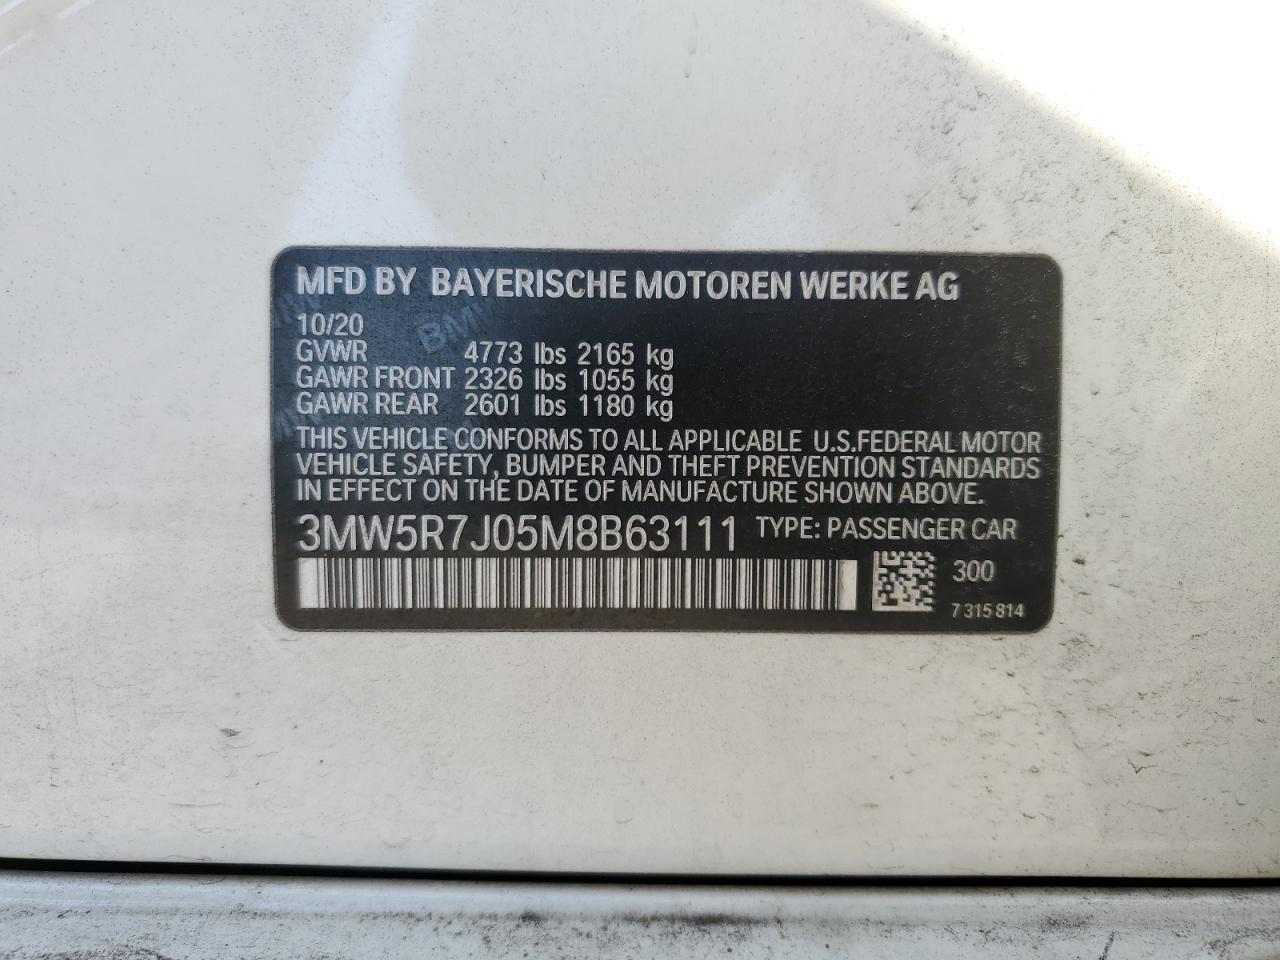 MFD BY BAYERISCHE MOTOREN WERKE AG
10/20
GVWR 4773 lbs 2165 kg
GAWR FRONT 2326 lbs 1055 kg
GAWR REAR 2601 lbs 1180 kg
THIS VEHICLE CONFORMS TO ALL APPLICABLE U.S.FEDERAL MOTOR
VEHICLE SAFETY, BUMPER AND THEFT PREVENTION STANDARDS
IN EFFECT ON THE DATE OF MANUFACTURE SHOWN ABOVE.
3MW5R7J05M8B63111 TYPE: PASSENGER CAR
300
7 315 814